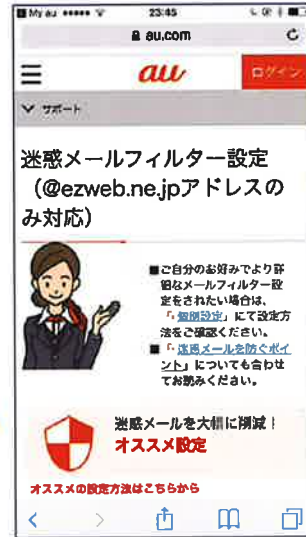 My au
23:45
au.com
au
ログイン
サポート
迷惑メールフィルター設定
（@ezweb.ne.jpアドレスの
み対応）
■ご自分のお好みでより詳
細なメールフィルター設
定をされたい場合は、
「・個別設定」にて設定方
法をご確認ください。
■「・迷惑メールを防ぐポイ
ント」についても合わせ
てお読みください。
迷惑メールを大幅に削減！
オススメ設定
オススメの設定方法はこちらから